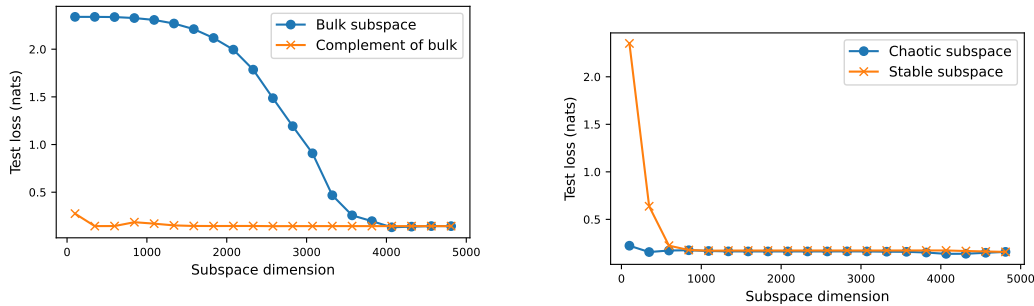 Bulk subspace
Complement of bulk
2.0
1.5
1.0
0.5
Test loss (nats)
0 1000 2000 3000 4000 5000
Subspace dimension
Chaotic subspace
Stable subspace
2.0
1.5
1.0
0.5
Test loss (nats)
0 1000 2000 3000 4000 5000
Subspace dimension